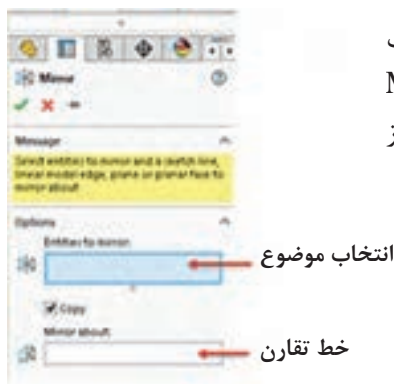 Mirror
Message
Select entities to mirror and a sketch line,
linear model edge, plane or planar face to
mirror about
Options
Entities to mirror:
انتخاب موضوع
Copy
Mirror about:
خط تقارن